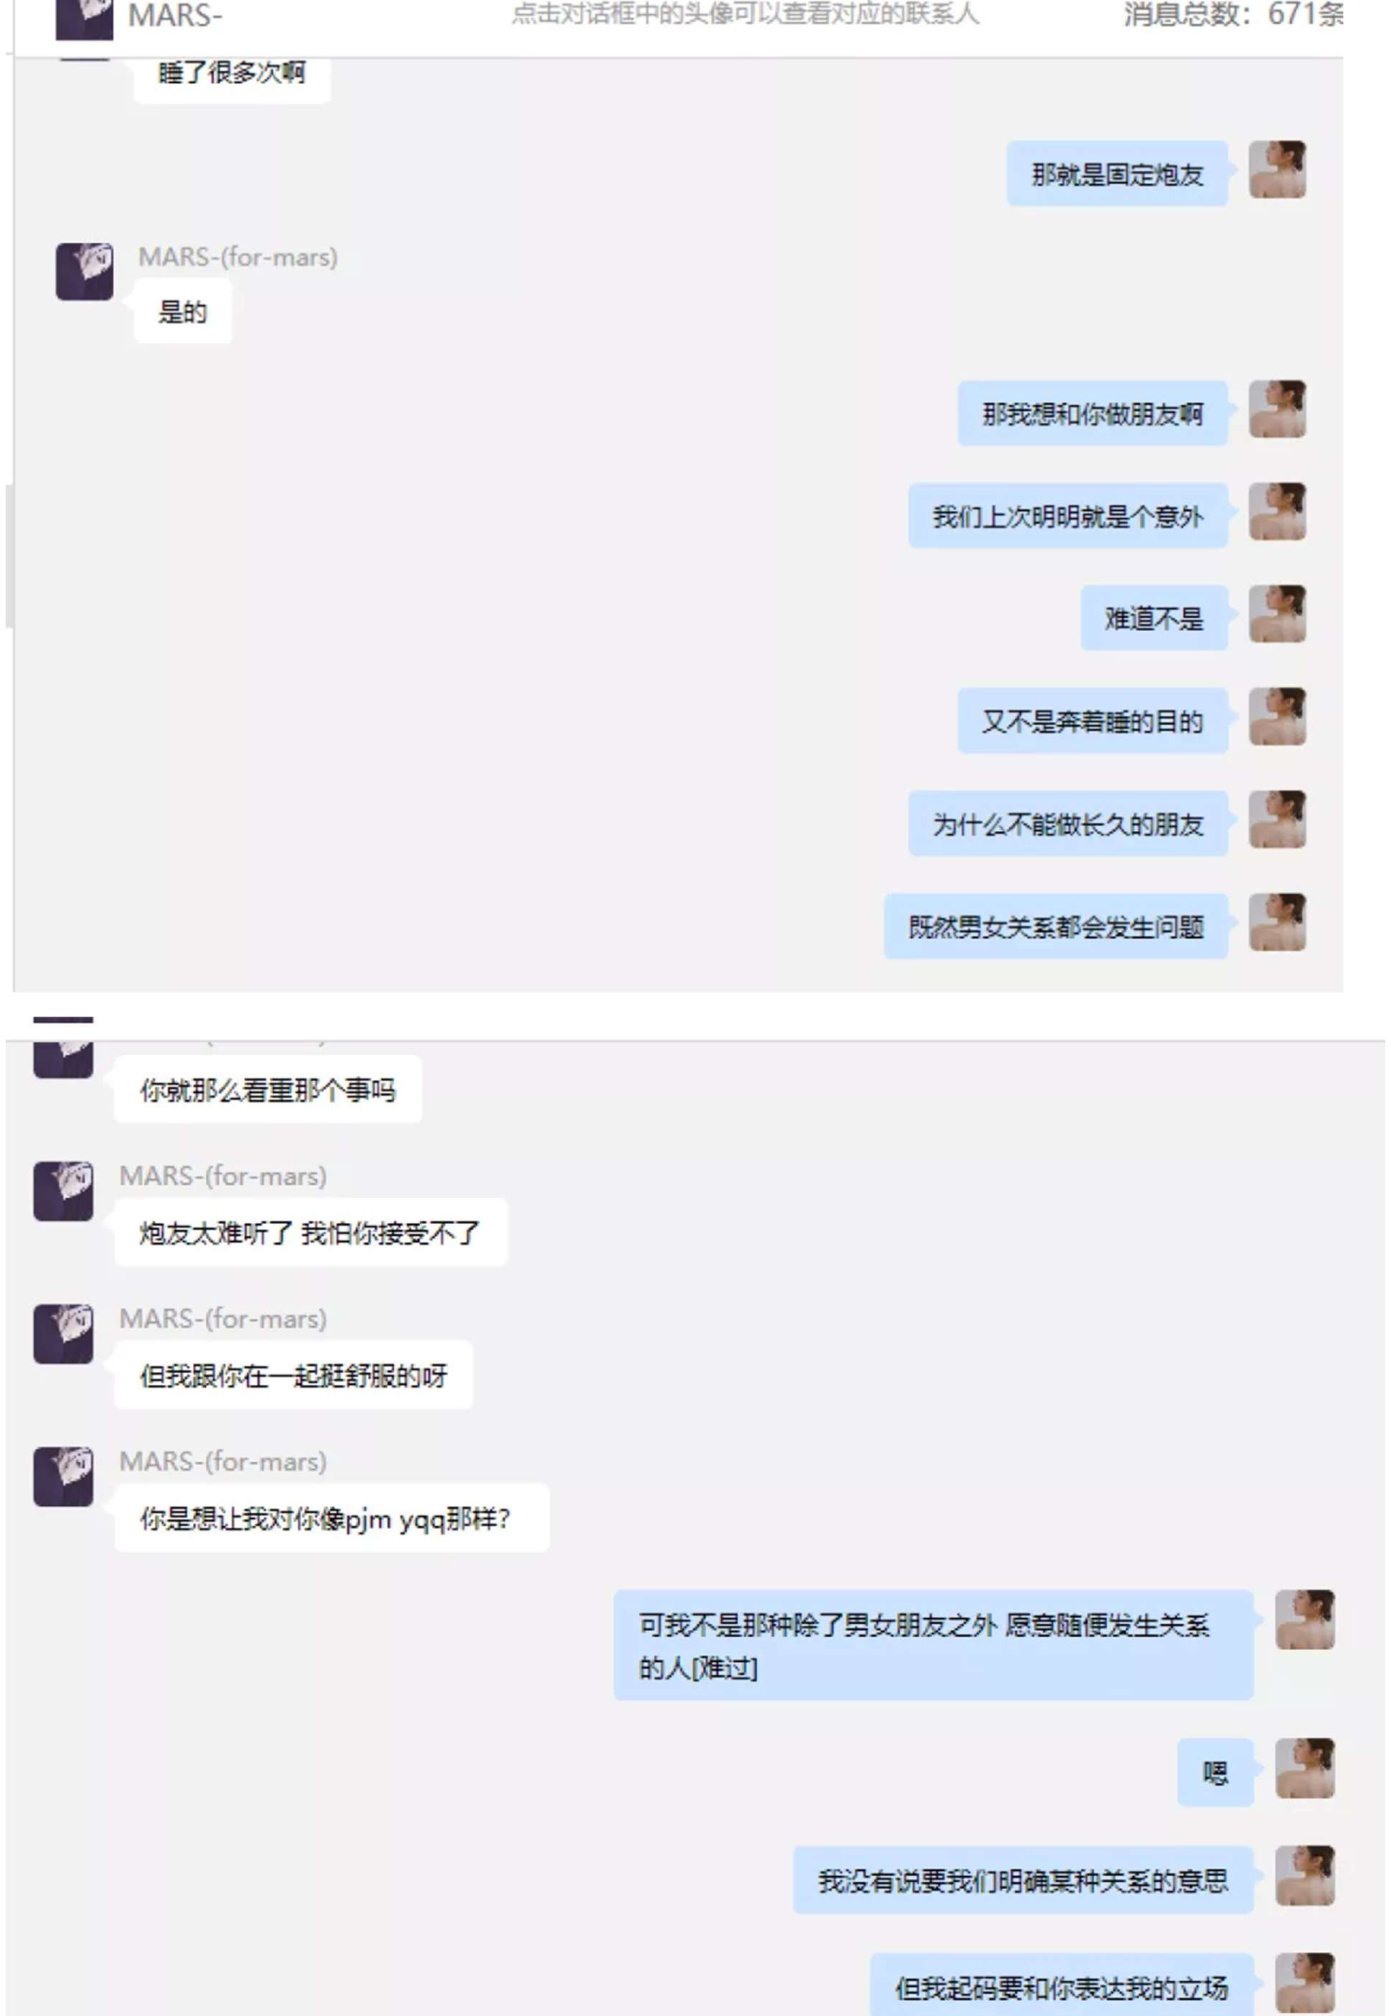 MARS-
点击对话框中的头像可以查看对应的联系人
消息总数：671条
睡了很多次啊
那就是固定炮友
MARS-(for-mars)
是的
那我想和你做朋友啊
我们上次明明就是个意外
难道不是
又不是奔着睡的目的
为什么不能做长久的朋友
既然男女关系都会发生问题
你就那么看重那个事吗
MARS-(for-mars)
炮友太难听了 我怕你接受不了
MARS-(for-mars)
但我跟你在一起挺舒服的呀
MARS-(for-mars)
你是想让我对你像pjm yqq那样？
可我不是那种除了男女朋友之外 愿意随便发生关系
的人[难过]
嗯
我没有说要我们明确某种关系的意思
但我起码要和你表达我的立场